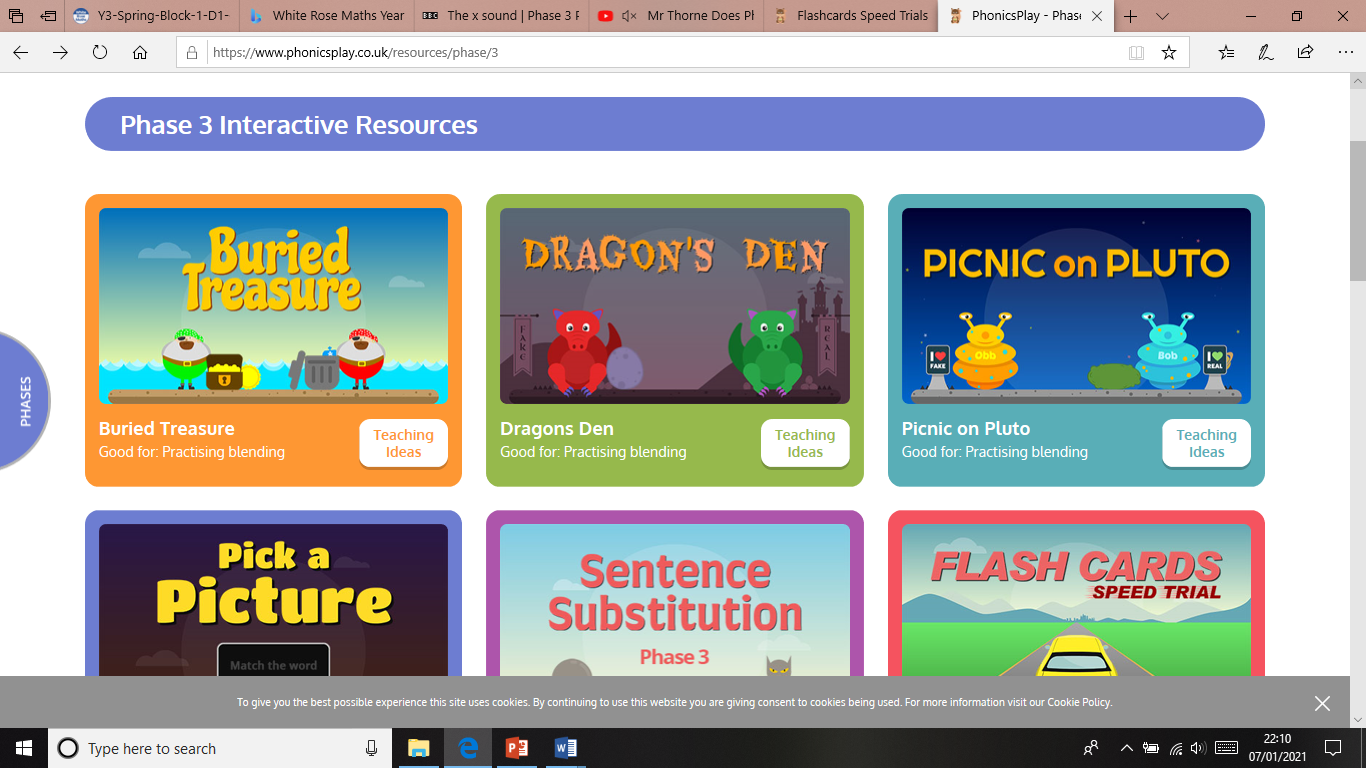 Y3-Spring-Block-1-D1-
White Rose Maths Year
BBC
The x sound | Phase 3 F
Mr Thorne Does Ph
Flashcards Speed Trials
PhonicsPlay - Phase
https://www.phonicsplay.co.uk/resources/phase/3
Phase 3 Interactive Resources
PHASES
Buried
Treasure
Buried Treasure
Good for: Practising blending
Teaching
Ideas
DRAGON'S DEN
FAKE
REAL
Dragons Den
Good for: Practising blending
Teaching
Ideas
PICNIC on PLUTO
I
FAKE
Obb
Bob
I
REAL
Picnic on Pluto
Good for: Practising blending
Teaching
Ideas
Pick a
Picture
Match the word
Sentence
Substitution
Phase 3
FLASH CARDS
SPEED TRIAL
To give you the best possible experience this site uses cookies. By continuing to use this website you are giving consent to cookies being used. For more information visit our Cookie Policy.
Type here to search
22:10
07/01/2021